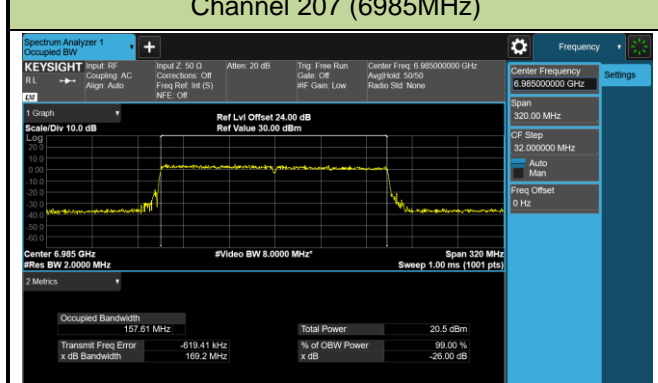 Channel 207 (6985MHz)
Spectrum Analyzer 1
Occupied BW
Frequency
KEYSIGHT
Input: RF
Coupling: AC
Align: Auto
Input Z: 50 Ω
Corrections: Off
Freq Ref: Int (S)
NFE: Off
Atten: 20 dB
Trig: Free Run
Gate: Off
#IF Gain: Low
Center Freq: 6.985000000 GHz
Avg|Hold: 50/50
Radio Std: None
RL
LXI
Center Frequency
6.985000000 GHz
Settings
Span
320.00 MHz
CF Step
32.000000 MHz
Auto
Man
Freq Offset
0 Hz
1 Graph
Scale/Div 10.0 dB
Ref Lvl Offset 24.00 dB
Ref Value 30.00 dBm
Log
20.0
10.0
0.00
-10.0
-20.0
-30.0
-40.0
-50.0
-60.0
Center 6.985 GHz
#Video BW 8.0000 MHz*
Span 320 MHz
#Res BW 2.0000 MHz
Sweep 1.00 ms (1001 pts)
2 Metrics
Occupied Bandwidth
157.61 MHz
Total Power
20.5 dBm
Transmit Freq Error
-619.41 kHz
% of OBW Power
99.00 %
x dB Bandwidth
169.2 MHz
x dB
-26.00 dB